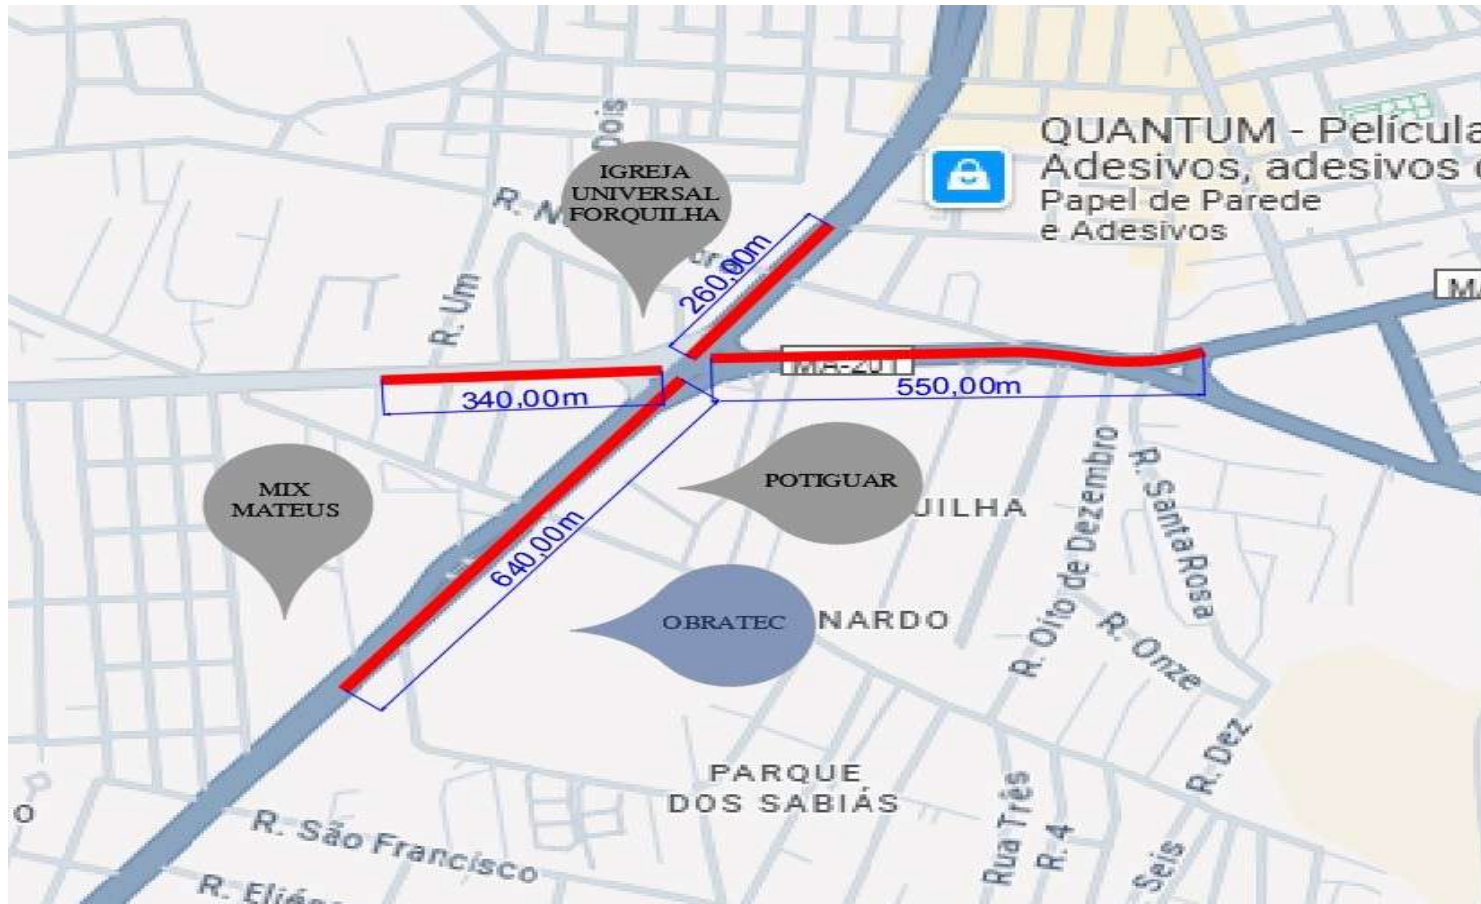 Dois
QUANTUM - Película
Adesivos, adesivos
Papel de Parede
e Adesivos
IGREJA
UNIVERSAL
FORQUILHA
R.
260,00m
R. Um
MA-201
340,00m
550,00m
MIX
MATEUS
POTIGUAR
UILHA
640,00m
R. Oito de Dezembro
R. Santa Rosa
OBRATEC
NARDO
R. Onze
R. Dez
PARQUE
DOS SABIÁS
O
R. São Francisco
Rua Três
R. 4
Seis
R. Eliéz